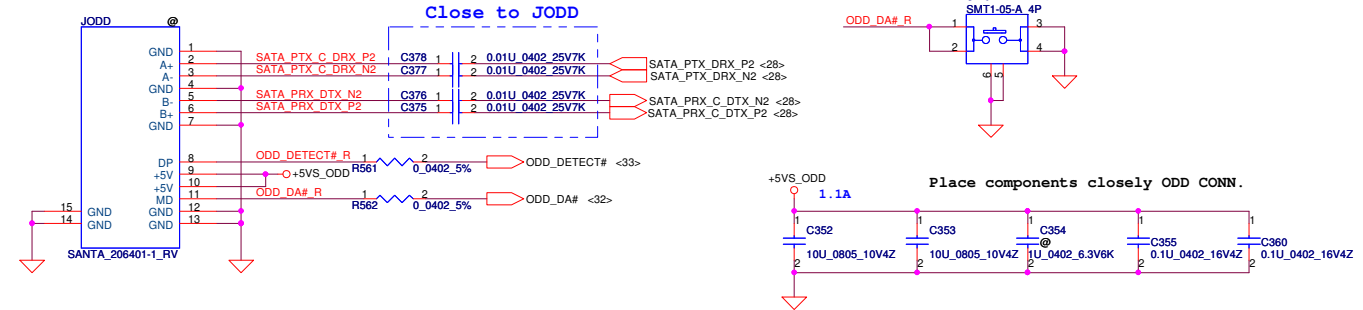 Close to JODD
JODD @
GND 1
A+ 2 SATA_PTX_C_DRX_P2 C378 1 2 0.01U_0402_25V7K SATA_PTX_DRX_P2 <28>
A- 3 SATA_PTX_C_DRX_N2 C377 1 2 0.01U_0402_25V7K SATA_PTX_DRX_N2 <28>
GND 4
B- 5 SATA_PRX_DTX_N2 C376 1 2 0.01U_0402_25V7K SATA_PRX_C_DTX_N2 <28>
B+ 6 SATA_PRX_DTX_P2 C375 1 2 0.01U_0402_25V7K SATA_PRX_C_DTX_P2 <28>
GND 7
DP 8 ODD_DETECT#_R 1 2 ODD_DETECT# <33>
R561 0_0402_5%
+5V 9 +5VS_ODD
+5V 10
MD 11 ODD_DA#_R 1 2 ODD_DA# <32>
R562 0_0402_5%
15 GND GND 12
14 GND GND 13
SANTA_206401-1_RV
SMT1-05-A_4P
ODD_DA#_R 1 3
2 4
6 5
+5VS_ODD
1.1A
Place components closely ODD CONN.
1 1 1 1 1
C352 C353 C354 C355 C360
@
10U_0805_10V4Z 10U_0805_10V4Z 1U_0402_6.3V6K 0.1U_0402_16V4Z 0.1U_0402_16V4Z
2 2 2 2 2